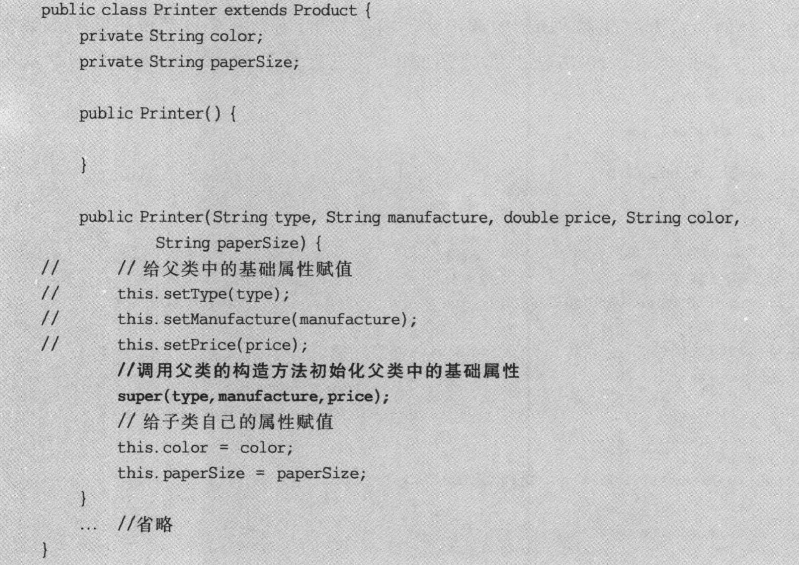 public class Printer extends Product {
    private String color;
    private String paperSize;

    public Printer() {

    }

    public Printer(String type, String manufacture, double price, String color,
            String paperSize) {
//      // 给父类中的基础属性赋值
//      this.setType(type);
//      this.setManufacture(manufacture);
//      this.setPrice(price);
        //调用父类的构造方法初始化父类中的基础属性
        super(type,manufacture,price);
        // 给子类自己的属性赋值
        this.color = color;
        this.paperSize = paperSize;
    }
    … //省略
}